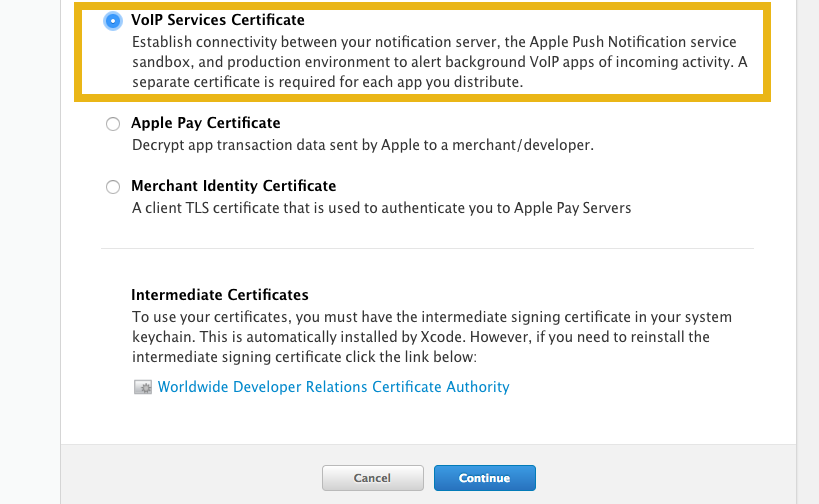 VoIP Services Certificate
Establish connectivity between your notification server, the Apple Push Notification service
sandbox, and production environment to alert background VoIP apps of incoming activity. A
separate certificate is required for each app you distribute.
Apple Pay Certificate
Decrypt app transaction data sent by Apple to a merchant/developer.
Merchant Identity Certificate
A client TLS certificate that is used to authenticate you to Apple Pay Servers
Intermediate Certificates
To use your certificates, you must have the intermediate signing certificate in your system
keychain. This is automatically installed by Xcode. However, if you need to reinstall the
intermediate signing certificate click the link below:
Worldwide Developer Relations Certificate Authority
Cancel Continue